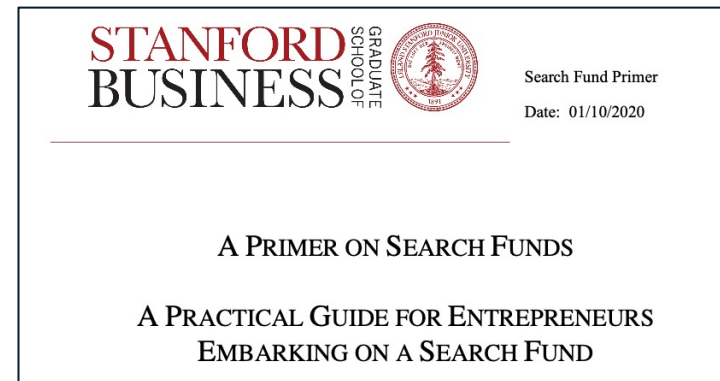 STANFORD
BUSINESS
GRADUATE
SCHOOL OF
1891
Search Fund Primer
Date: 01/10/2020
A PRIMER ON SEARCH FUNDS
A PRACTICAL GUIDE FOR ENTREPRENEURS
EMBARKING ON A SEARCH FUND